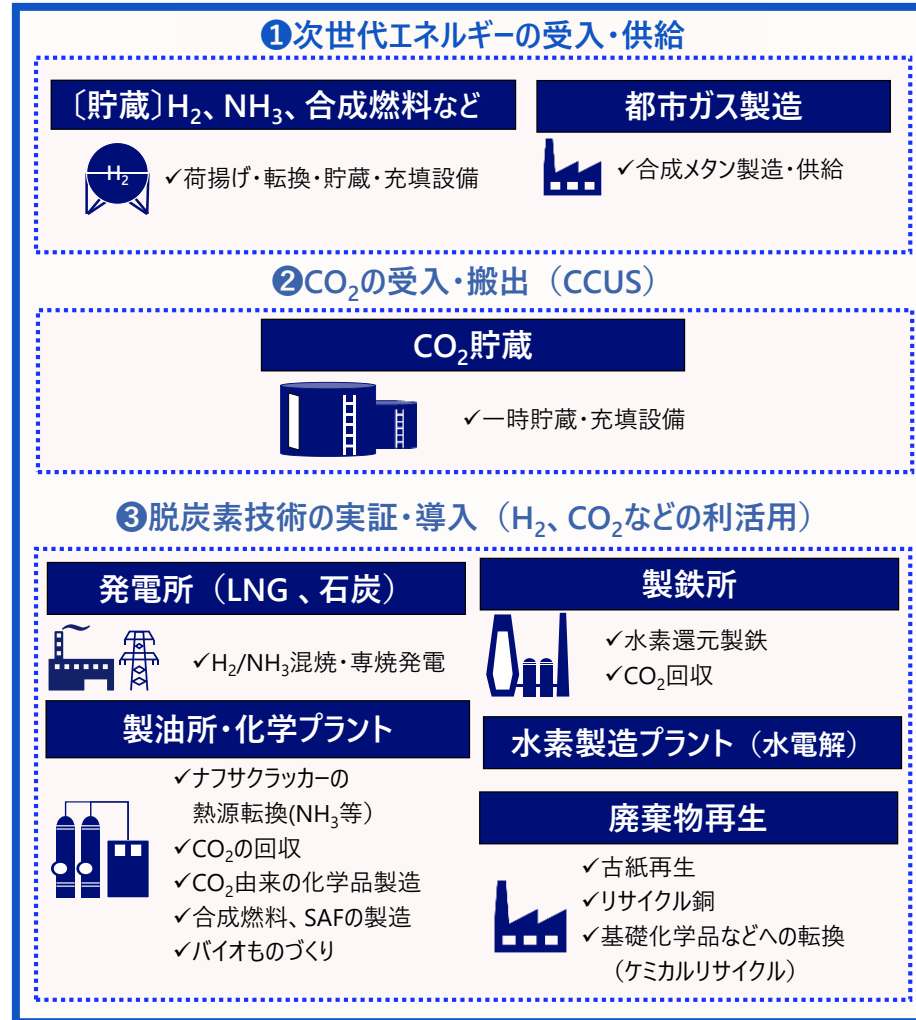 ❶次世代エネルギーの受入・供給
〔貯蔵〕H₂、NH₃、合成燃料など
H₂
✓荷揚げ・転換・貯蔵・充填設備
都市ガス製造
✓合成メタン製造・供給
❷CO₂の受入・搬出（CCUS）
CO₂貯蔵
✓一時貯蔵・充填設備
❸脱炭素技術の実証・導入（H₂、CO₂などの利活用）
発電所（LNG 、石炭）
✓H₂/NH₃混焼・専焼発電
製鉄所
✓水素還元製鉄
✓CO₂回収
製油所・化学プラント
✓ナフサクラッカーの
熱源転換(NH₃等）
✓CO₂の回収
✓CO₂由来の化学品製造
✓合成燃料、SAFの製造
✓バイオものづくり
水素製造プラント（水電解）
廃棄物再生
✓古紙再生
✓リサイクル銅
✓基礎化学品などへの転換
（ケミカルリサイクル）